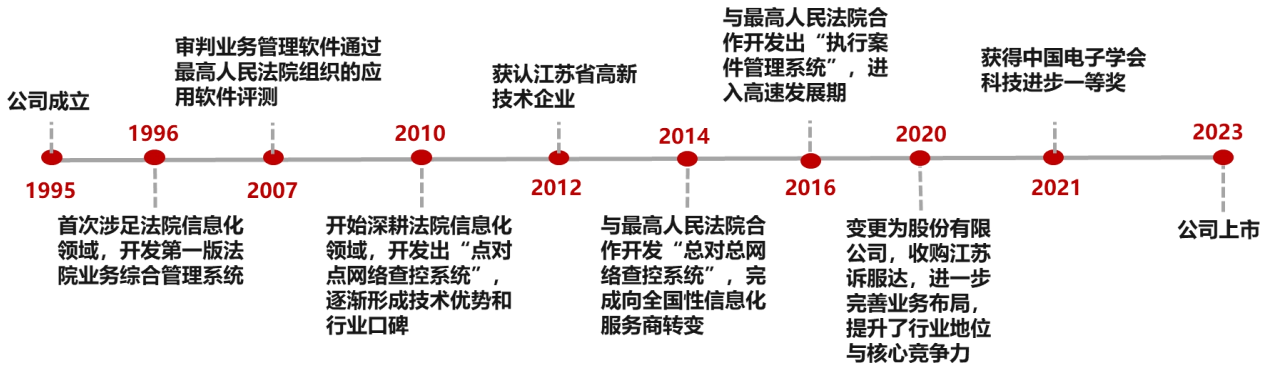 公司成立
1995
1996
首次涉足法院信息化
领域，开发第一版法
院业务综合管理系统
审判业务管理软件通过
最高人民法院组织的应
用软件评测
2007
2010
开始深耕法院信息化
领域，开发出“点对
点网络查控系统”，
逐渐形成技术优势和
行业口碑
获认江苏省高新
技术企业
2012
2014
与最高人民法院合
作开发“总对总网
络查控系统”，完
成向全国性信息化
服务商转变
与最高人民法院合
作开发出“执行案
件管理系统”，进
入高速发展期
2016
2020
变更为股份有限
公司，收购江苏
诉服达，进一步
完善业务布局，
提升了行业地位
与核心竞争力
获得中国电子学会
科技进步一等奖
2021
2023
公司上市